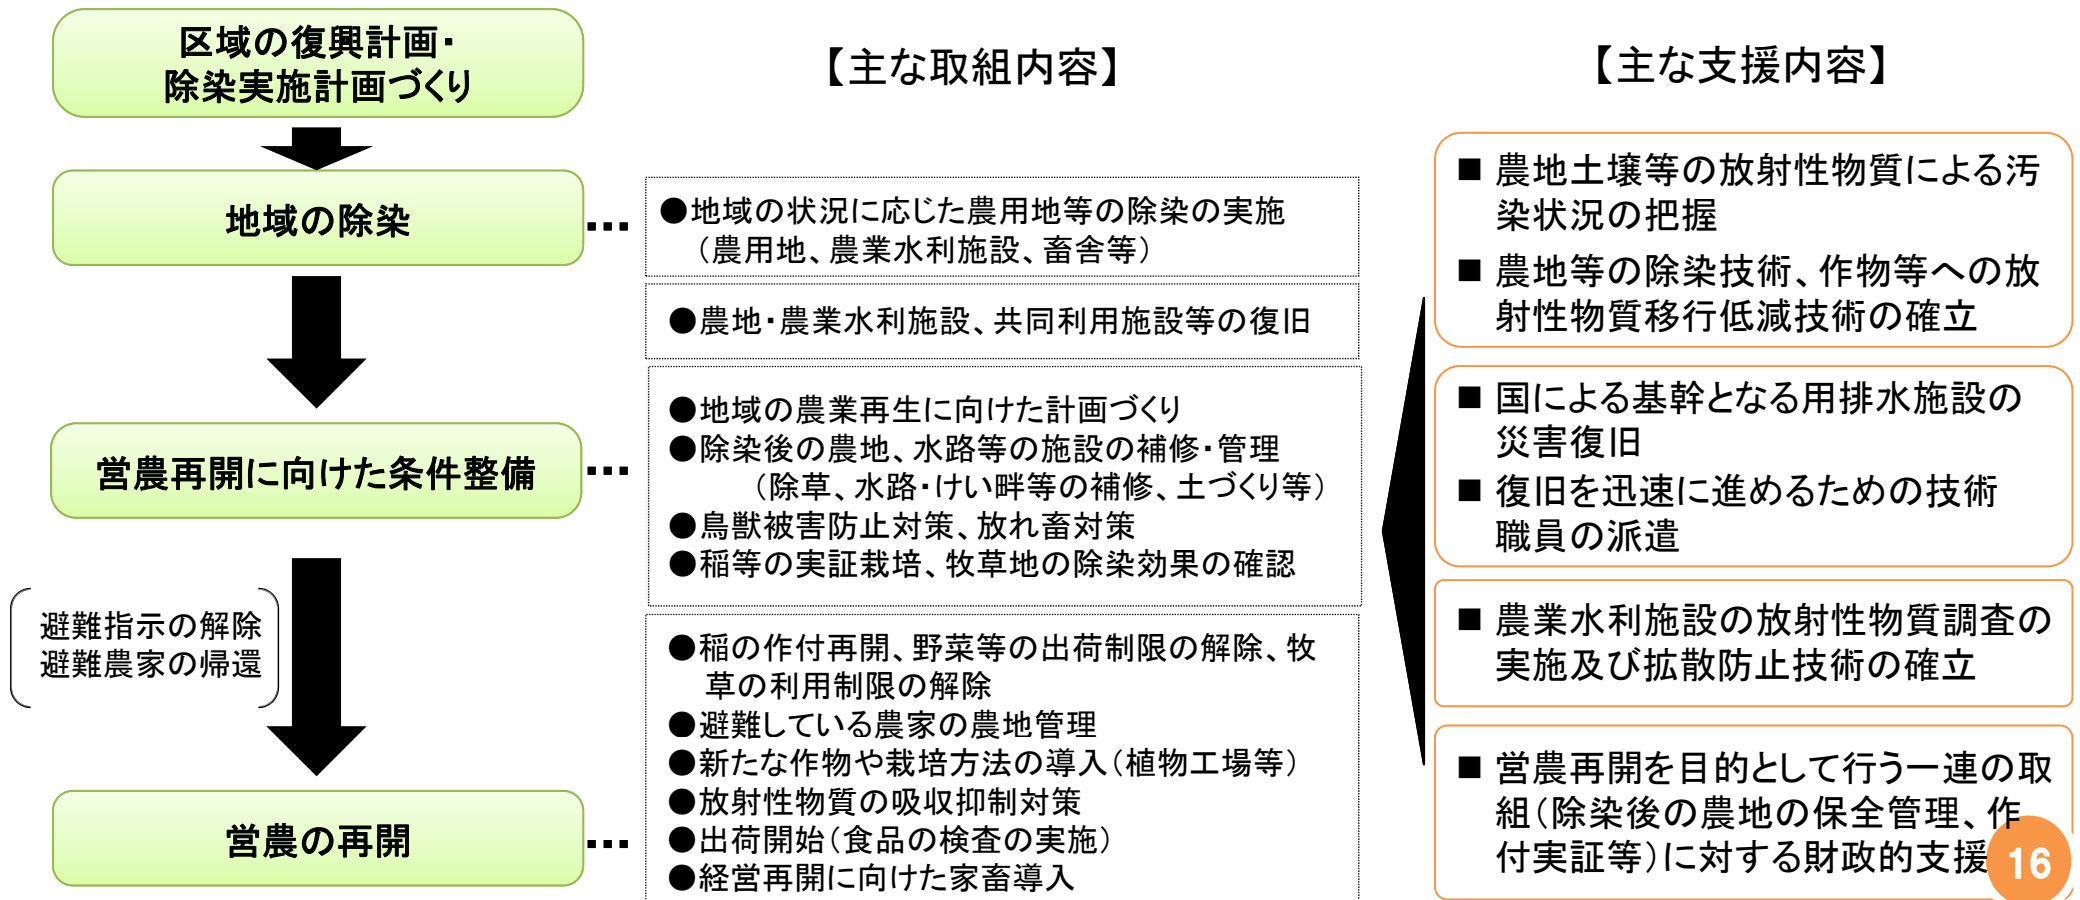 区域の復興計画・
除染実施計画づくり
地域の除染
営農再開に向けた条件整備
避難指示の解除
避難農家の帰還
営農の再開
【主な取組内容】
…
●地域の状況に応じた農用地等の除染の実施
（農用地、農業水利施設、畜舎等）
●農地・農業水利施設、共同利用施設等の復旧
…
●地域の農業再生に向けた計画づくり
●除染後の農地、水路等の施設の補修・管理
（除草、水路・けい畔等の補修、土づくり等）
●鳥獣被害防止対策、放れ畜対策
●稲等の実証栽培、牧草地の除染効果の確認
…
●稲の作付再開、野菜等の出荷制限の解除、牧
草の利用制限の解除
●避難している農家の農地管理
●新たな作物や栽培方法の導入（植物工場等）
●放射性物質の吸収抑制対策
●出荷開始（食品の検査の実施）
●経営再開に向けた家畜導入
【主な支援内容】
■ 農地土壌等の放射性物質による汚
染状況の把握
■ 農地等の除染技術、作物等への放
射性物質移行低減技術の確立
■ 国による基幹となる用排水施設の
災害復旧
■ 復旧を迅速に進めるための技術
職員の派遣
■ 農業水利施設の放射性物質調査の
実施及び拡散防止技術の確立
■ 営農再開を目的として行う一連の取
組（除染後の農地の保全管理、作
付実証等）に対する財政的支援
16